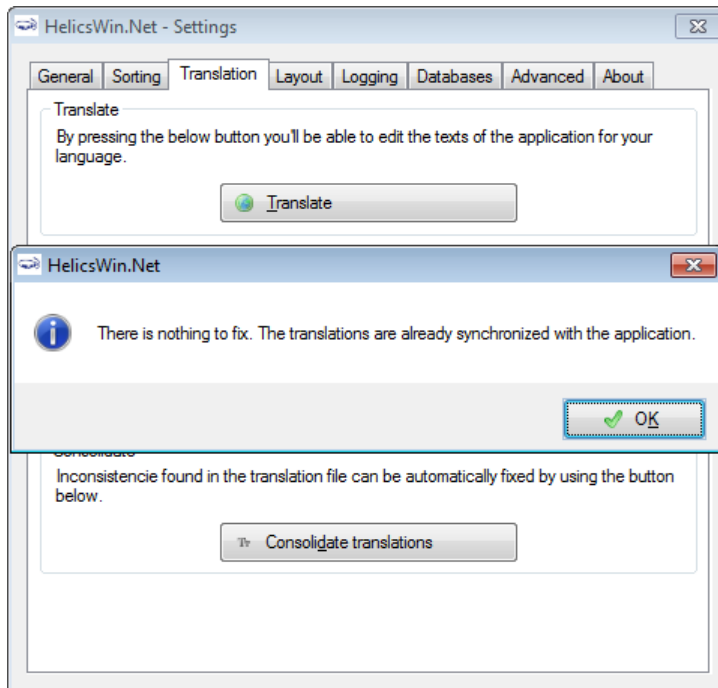 HelicsWin.Net - Settings
General Sorting Translation Layout Logging Databases Advanced About
Translate
By pressing the below button you'll be able to edit the texts of the application for your
language.
Translate
HelicsWin.Net
There is nothing to fix. The translations are already synchronized with the application.
OK
Consolidate
Inconsistencie found in the translation file can be automatically fixed by using the button
below.
Consolidate translations